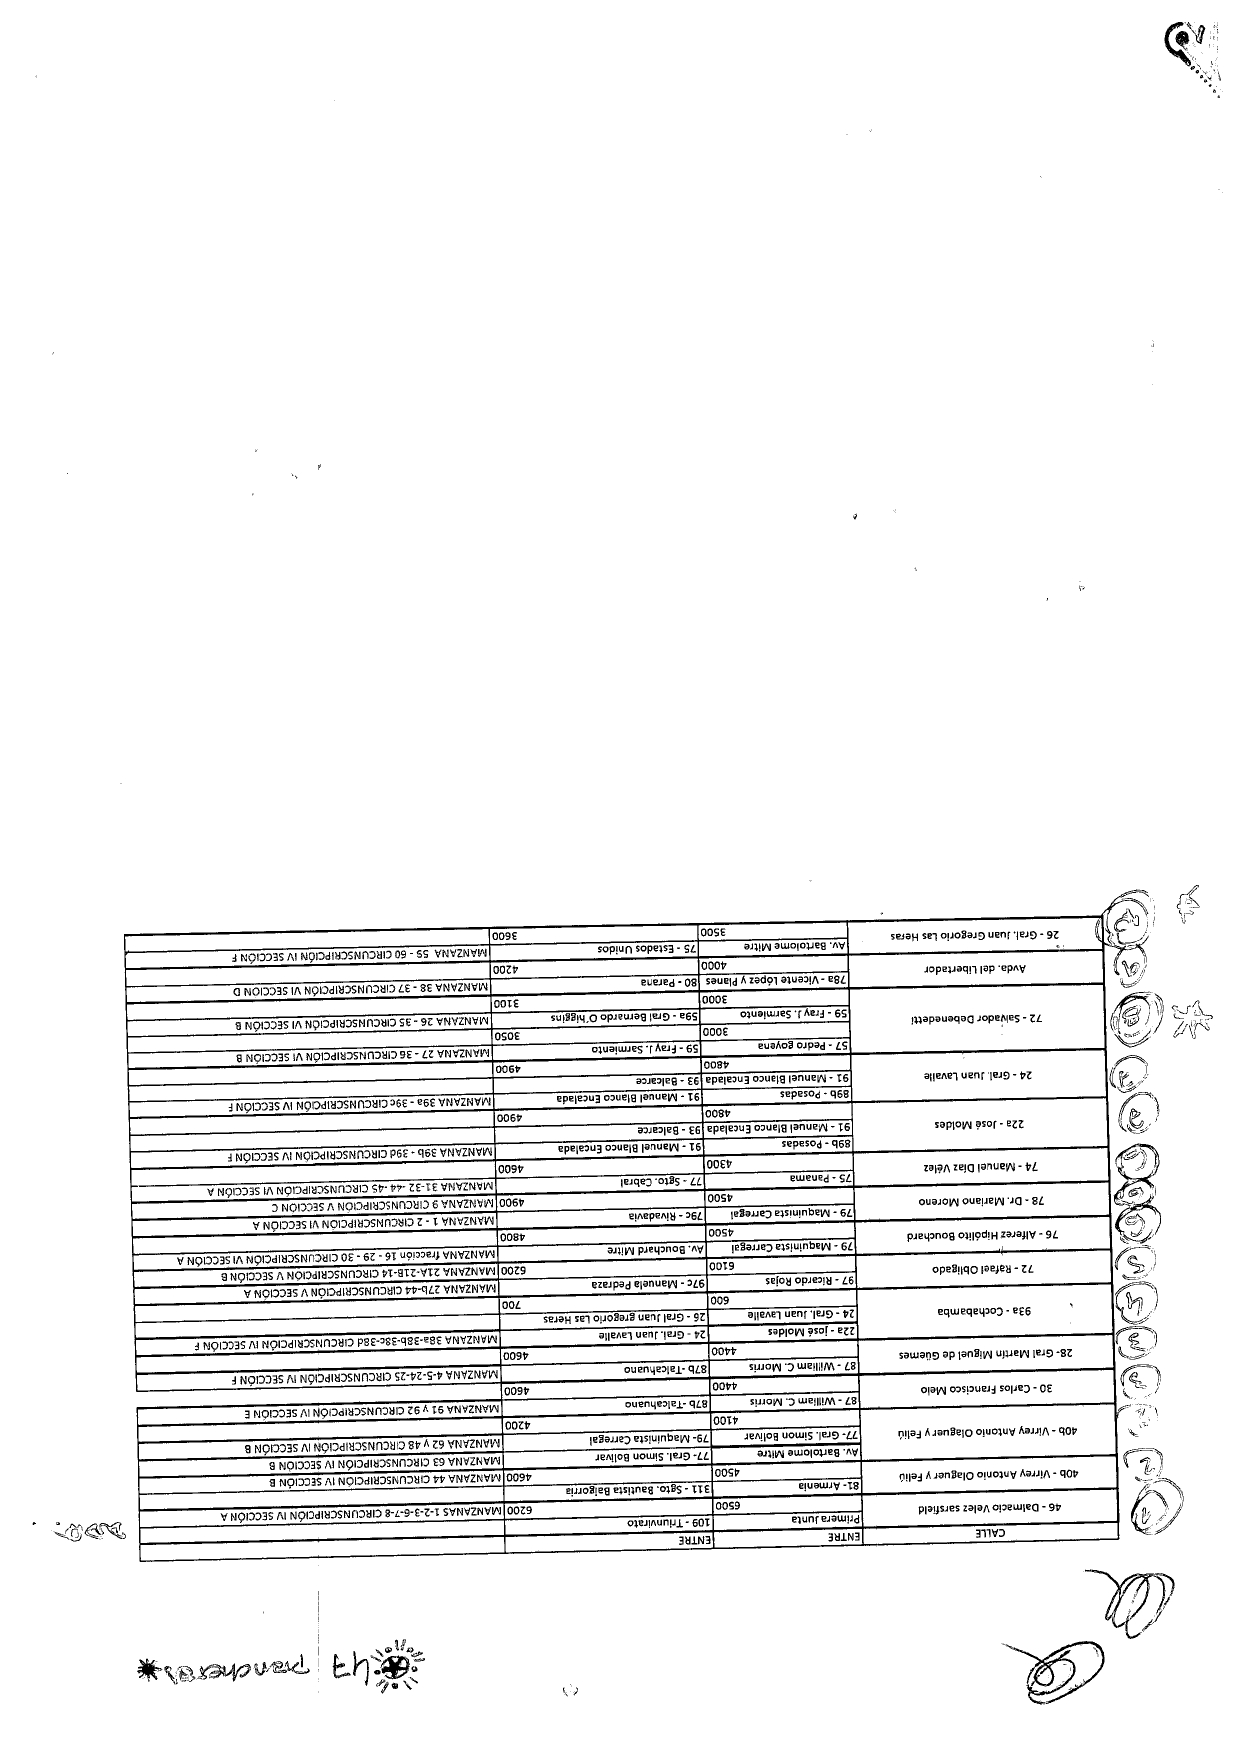 CALLE ENTRE ENTRE
46 - Dalmacio Velez sarsfield Primera Junta 109 - Triunvirato
6500 6200 MANZANAS 1-2-3-6-7-8 CIRCUNSCRIPCIÓN IV SECCIÓN A
40b - Virrey Antonio Olaguer y Feliú 81- Armenia 311 - Sgto. Bautista Baigorria
4500 4600 MANZANA 44 CIRCUNSCRIPCIÓN IV SECCIÓN B
40b - Virrey Antonio Olaguer y Feliú Av. Bartolome Mitre 77- Gral. Simon Bolivar MANZANA 63 CIRCUNSCRIPCIÓN IV SECCIÓN B
77- Gral. Simon Bolivar 79- Maquinista Carregal MANZANA 62 y 48 CIRCUNSCRIPCIÓN IV SECCIÓN B
4100 4200
30 - Carlos Francisco Melo 87 - William C. Morris 87b -Talcahuano MANZANA 91 y 92 CIRCUNSCRIPCIÓN IV SECCIÓN E
4400 4600
28- Gral Martín Miguel de Güemes 87 - William C. Morris 87b -Talcahuano MANZANA 4-5-24-25 CIRCUNSCRIPCIÓN IV SECCIÓN F
4400 4600
93a - Cochabamba 22a - josé Moldes 24 - Gral. Juan Lavalle MANZANA 38a-38b-38c-38d CIRCUNSCRIPCIÓN IV SECCIÓN F
24 - Gral. Juan Lavalle 26 - Gral Juan gregorio Las Heras
600 700
72 - Rafael Obligado 97 - Ricardo Rojas 97c - Manuela Pedraza MANZANA 27b-44 CIRCUNSCRIPCIÓN V SECCIÓN A
6100 6200 MANZANA 21A-21B-14 CIRCUNSCRIPCIÓN V SECCIÓN B
76 - Alferez Hipólito Bouchard 79 - Maquinista Carregal Av. Bouchard Mitre MANZANA fracción 16 - 29 - 30 CIRCUNSCRIPCIÓN VI SECCIÓN A
4500 4800
78 - Dr. Mariano Moreno 79 - Maquinista Carregal 79c - Rivadavia MANZANA 1 - 2 CIRCUNSCRIPCIÓN VI SECCIÓN A
4500 4900 MANZANA 9 CIRCUNSCRIPCIÓN V SECCIÓN C
74 - Manuel Díaz Vélez 75 - Panama 77 - Sgto. Cabral MANZANA 31-32 -44 -45 CIRCUNSCRIPCIÓN VI SECCIÓN A
4300 4600
22a - José Moldes 89b - Posadas 91 - Manuel Blanco Encalada MANZANA 39b - 39d CIRCUNSCRIPCIÓN IV SECCIÓN F
91 - Manuel Blanco Encalada 93 - Balcarce
4800 4900
24 - Gral. Juan Lavalle 89b - Posadas 91 - Manuel Blanco Encalada MANZANA 39a - 39c CIRCUNSCRIPCIÓN IV SECCIÓN F
91 - Manuel Blanco Encalada 93 - Balcarce
4800 4900
72 - Salvador Debenedetti 57 - Pedro goyena 59 - Fray J. Sarmiento MANZANA 27 - 36 CIRCUNSCRIPCIÓN VI SECCIÓN B
3000 3050
59 - Fray J. Sarmiento 59a - Gral Bernardo O'higgins MANZANA 26 - 35 CIRCUNSCRIPCIÓN VI SECCIÓN B
3000 3100
Avda. del Libertador 78a - Vicente López y Planes 80 - Parana MANZANA 38 - 37 CIRCUNSCRIPCIÓN VI SECCION D
4000 4200
26 - Gral. Juan Gregorio Las Heras Av. Bartolome Mitre 75 - Estados Unidos MANZANA 55 - 60 CIRCUNSCRIPCIÓN IV SECCIÓN F
3500 3600